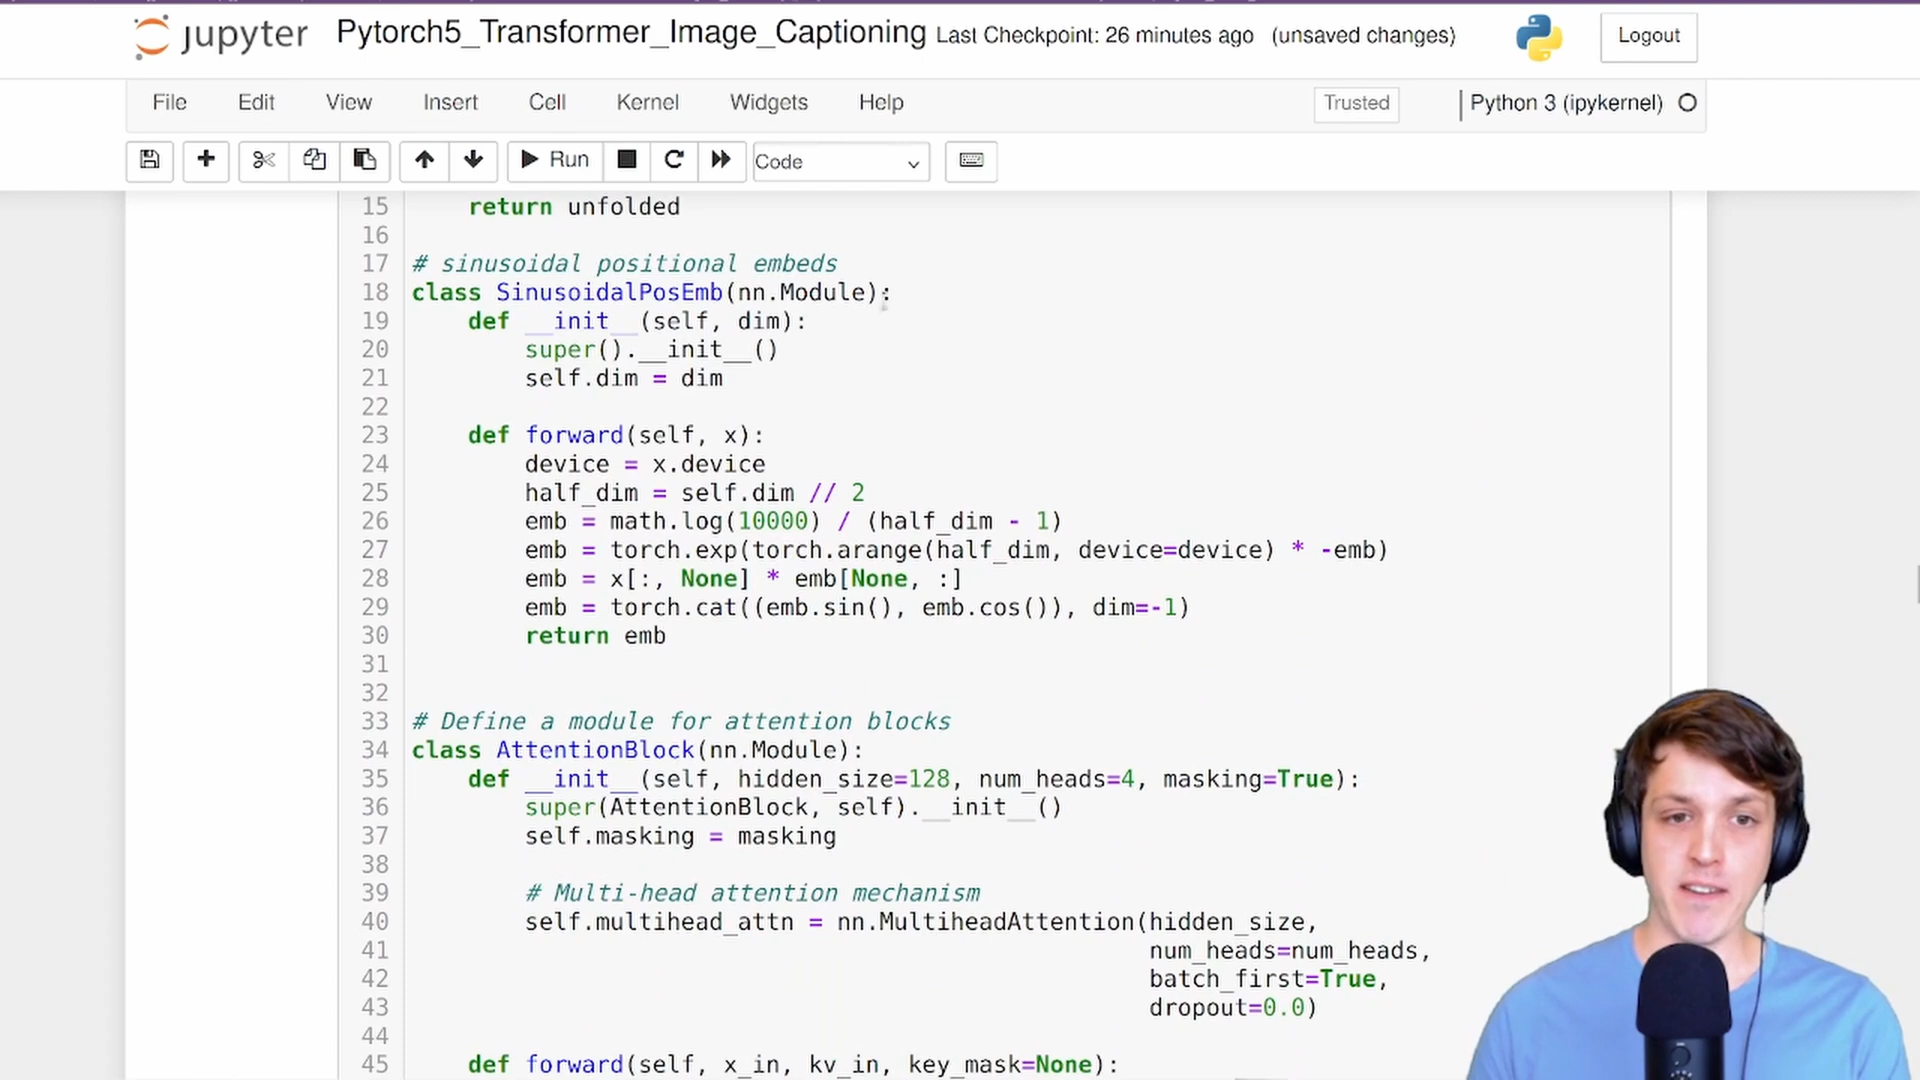 jupyter Pytorch5_Transformer_Image_Captioning Last Checkpoint: 26 minutes ago (unsaved changes) Logout
File Edit View Insert Cell Kernel Widgets Help Trusted Python 3 (ipykernel)
Run Code
15 return unfolded
16
17 # sinusoidal positional embeds
18 class SinusoidalPosEmb(nn.Module):
19 def __init__(self, dim):
20 super().__init__()
21 self.dim = dim
22
23 def forward(self, x):
24 device = x.device
25 half_dim = self.dim // 2
26 emb = math.log(10000) / (half_dim - 1)
27 emb = torch.exp(torch.arange(half_dim, device=device) * -emb)
28 emb = x[:, None] * emb[None, :]
29 emb = torch.cat((emb.sin(), emb.cos()), dim=-1)
30 return emb
31
32
33 # Define a module for attention blocks
34 class AttentionBlock(nn.Module):
35 def __init__(self, hidden_size=128, num_heads=4, masking=True):
36 super(AttentionBlock, self).__init__()
37 self.masking = masking
38
39 # Multi-head attention mechanism
40 self.multihead_attn = nn.MultiheadAttention(hidden_size,
41 num_heads=num_heads,
42 batch_first=True,
43 dropout=0.0)
44
45 def forward(self, x_in, kv_in, key_mask=None):